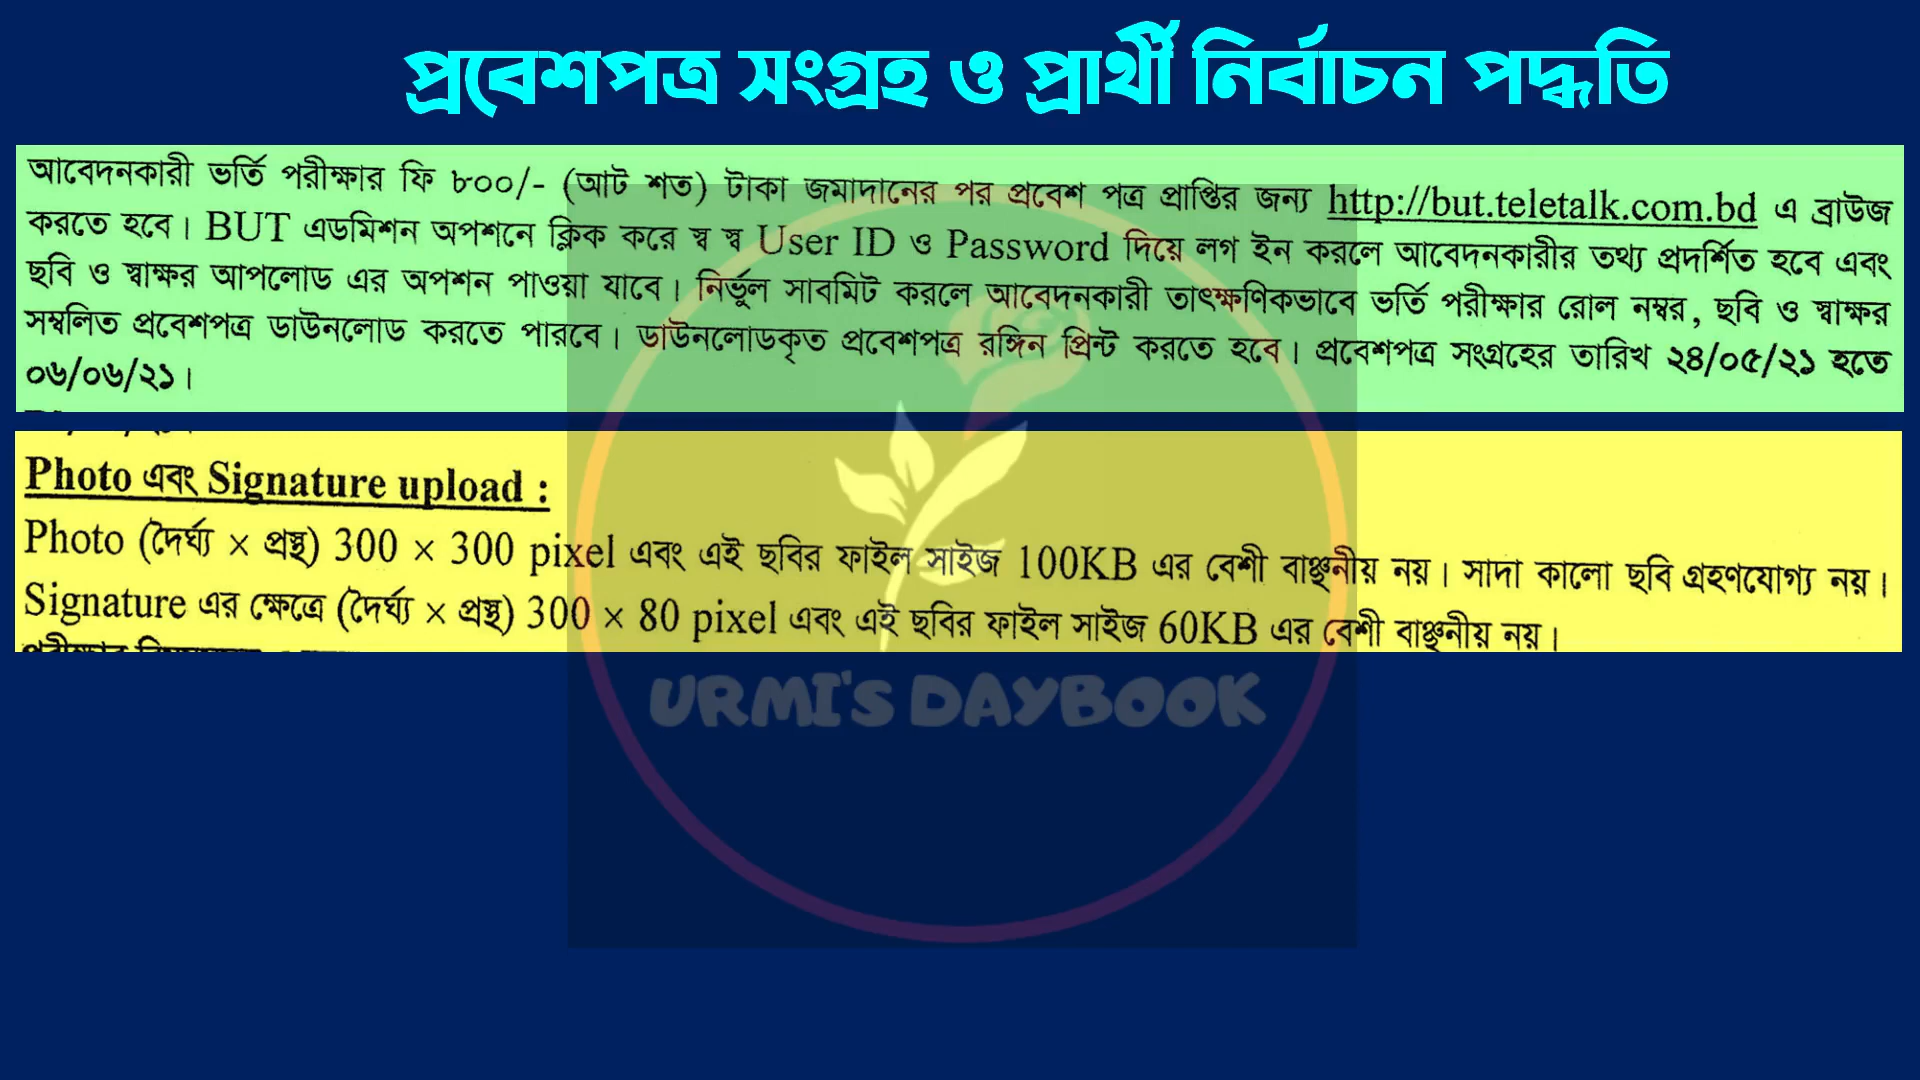 প্রবেশপত্র সংগ্রহ ও প্রার্থী নির্বাচন পদ্ধতি
আবেদনকারী ভর্তি পরীক্ষার ফি ৮০০/- (আট শত) টাকা জমাদানের পর প্রবেশ পত্র প্রাপ্তির জন্য http://but.teletalk.com.bd এ ব্রাউজ
করতে হবে। BUT এডমিশন অপশনে ক্লিক করে স্ব স্ব User ID ও Password দিয়ে লগ ইন করলে আবেদনকারীর তথ্য প্রদর্শিত হবে এবং
ছবি ও স্বাক্ষর আপলোড এর অপশন পাওয়া যাবে। নির্ভুল সাবমিট করলে আবেদনকারী তাৎক্ষণিকভাবে ভর্তি পরীক্ষার রোল নম্বর, ছবি ও স্বাক্ষর
সম্বলিত প্রবেশপত্র ডাউনলোড করতে পারবে। ডাউনলোডকৃত প্রবেশপত্র রঙ্গিন প্রিন্ট করতে হবে। প্রবেশপত্র সংগ্রহের তারিখ ২৪/০৫/২১ হতে
০৬/০৬/২১।
Photo এবং Signature upload :
Photo (দৈর্ঘ্য × প্রস্থ) 300 × 300 pixel এবং এই ছবির ফাইল সাইজ 100KB এর বেশী বাঞ্ছনীয় নয়। সাদা কালো ছবি গ্রহণযোগ্য নয়।
Signature এর ক্ষেত্রে (দৈর্ঘ্য × প্রস্থ) 300 × 80 pixel এবং এই ছবির ফাইল সাইজ 60KB এর বেশী বাঞ্ছনীয় নয়।
URMI'S DAYBOOK